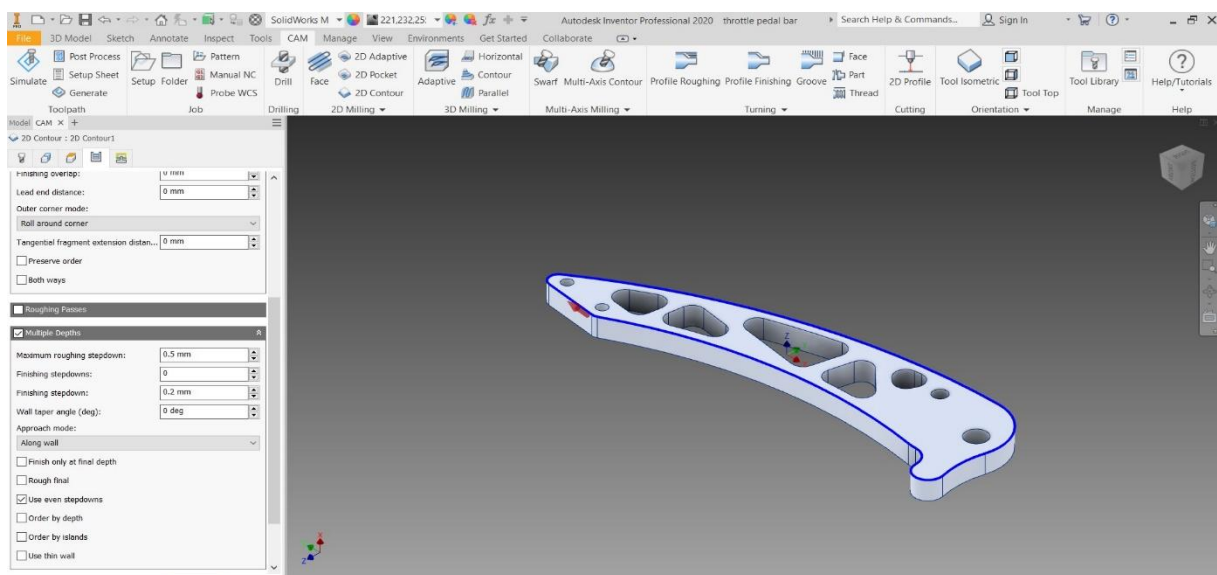 SolidWorks M 221,232,25 fx Autodesk Inventor Professional 2020 throttle pedal bar Search Help & Commands... Sign In
File 3D Model Sketch Annotate Inspect Tools CAM Manage View Environments Get Started Collaborate
Post Process Pattern 2D Adaptive Horizontal Face
Setup Sheet Manual NC 2D Pocket Contour Part
Simulate Setup Folder Drill Face Adaptive Swarf Multi-Axis Contour Profile Roughing Profile Finishing Groove 2D Profile Tool Isometric Tool Library Help/Tutorials
Generate Probe WCS 2D Contour Parallel Thread Tool Top
Toolpath Job Drilling 2D Milling 3D Milling Multi-Axis Milling Turning Cutting Orientation Manage Help
Model CAM × +
2D Contour : 2D Contour1
Finishing overlap: 0 mm
Lead end distance: 0 mm
Outer corner mode:
Roll around corner
Tangential fragment extension distan... 0 mm
Preserve order
Both ways
Roughing Passes
Multiple Depths
Maximum roughing stepdown: 0.5 mm
Finishing stepdowns: 0
Finishing stepdown: 0.2 mm
Wall taper angle (deg): 0 deg
Approach mode:
Along wall
Finish only at final depth
Rough final
Use even stepdowns
Order by depth
Order by islands
Use thin wall
Z
X
Z